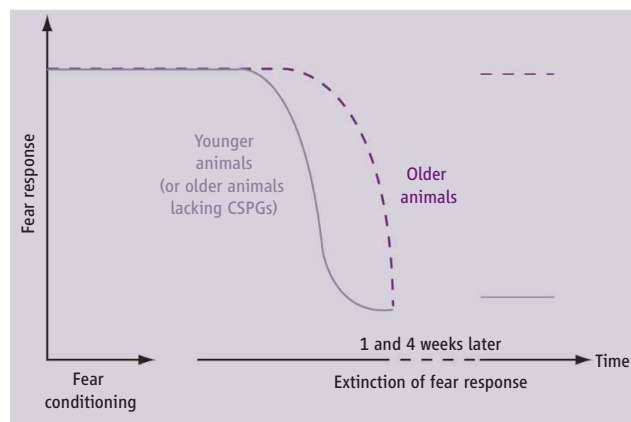 Fear response
Younger
animals
(or older animals
lacking CSPGs)
Older
animals
1 and 4 weeks later
Time
Fear
conditioning
Extinction of fear response